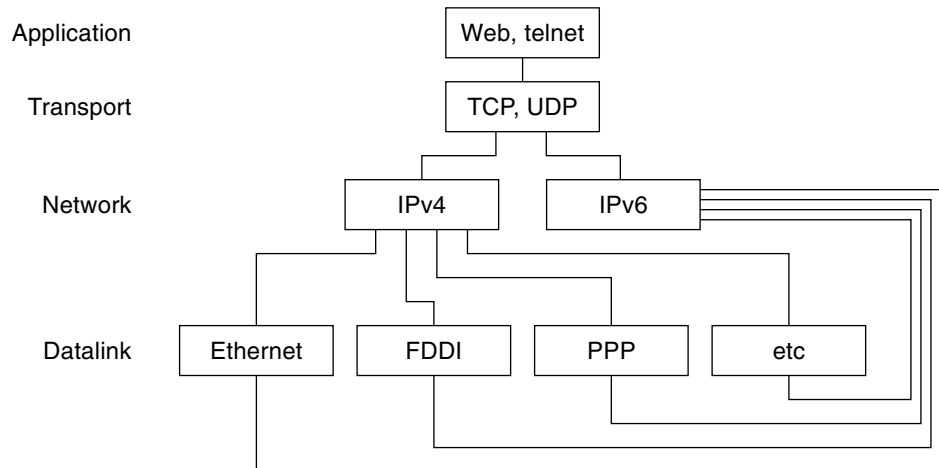 Application
Web, telnet
Transport
TCP, UDP
Network
IPv4
IPv6
Datalink
Ethernet
FDDI
PPP
etc